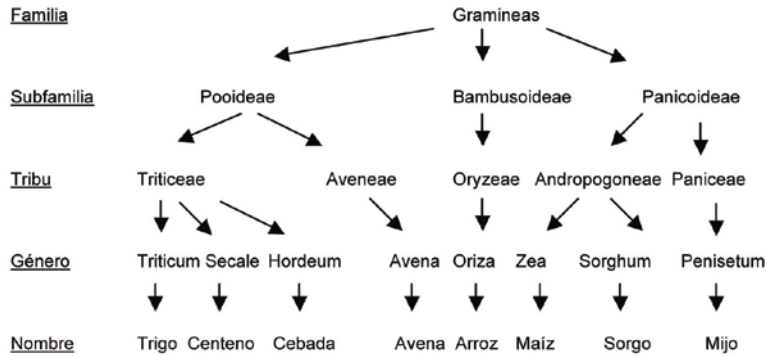 Familia Gramineas
Subfamilia Pooideae Bambusoideae Panicoideae
Tribu Triticeae Aveneae Oryzeae Andropogoneae Paniceae
Género Triticum Secale Hordeum Avena Oriza Zea Sorghum Penisetum
Nombre Trigo Centeno Cebada Avena Arroz Maíz Sorgo Mijo